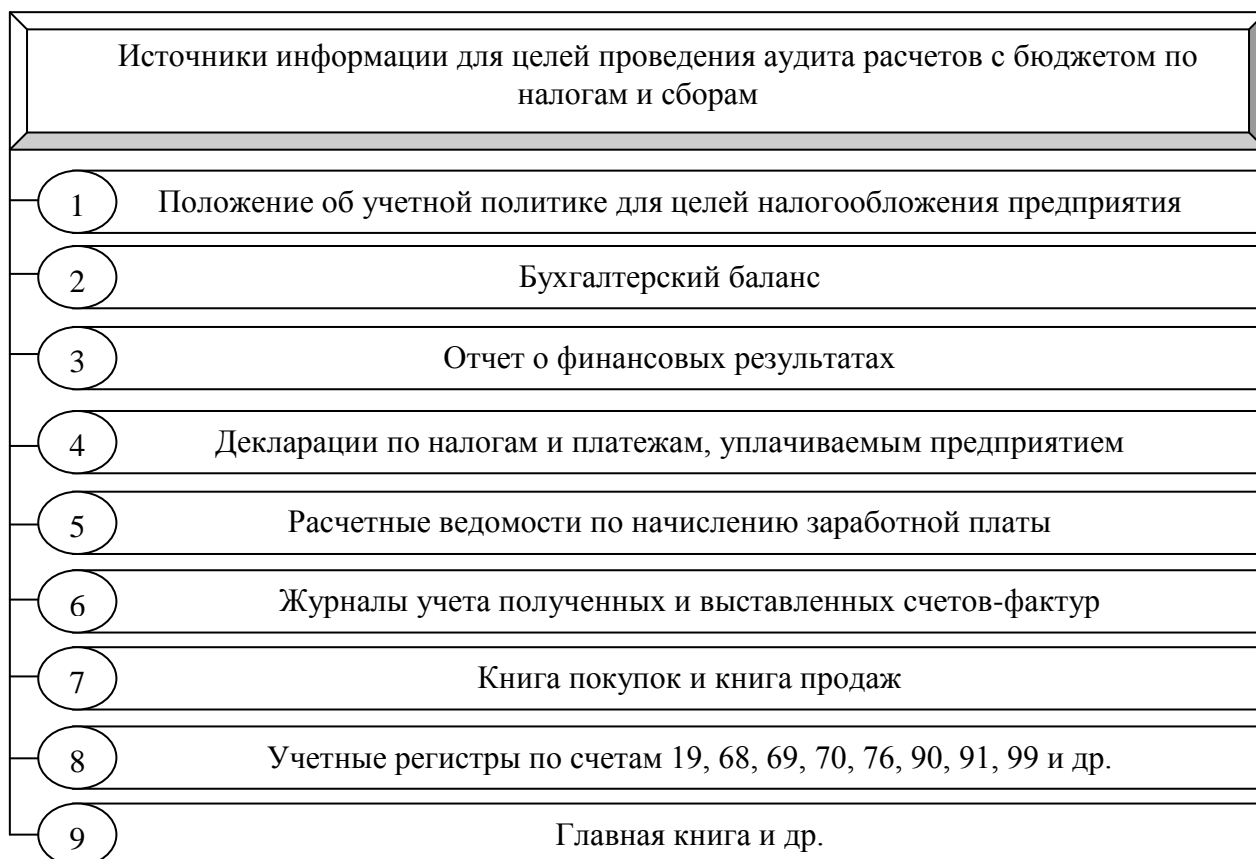 Источники информации для целей проведения аудита расчетов с бюджетом по
налогам и сборам
1 Положение об учетной политике для целей налогообложения предприятия
2 Бухгалтерский баланс
3 Отчет о финансовых результатах
4 Декларации по налогам и платежам, уплачиваемым предприятием
5 Расчетные ведомости по начислению заработной платы
6 Журналы учета полученных и выставленных счетов-фактур
7 Книга покупок и книга продаж
8 Учетные регистры по счетам 19, 68, 69, 70, 76, 90, 91, 99 и др.
9 Главная книга и др.